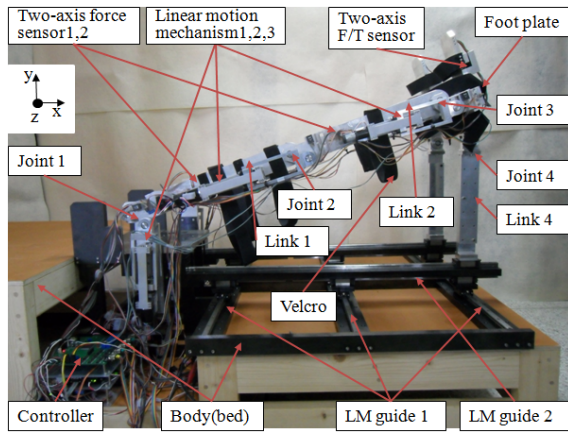 Two-axis force
sensor1,2
Linear motion
mechanism1,2,3
Two-axis
F/T sensor
Foot plate
y
x
z
Joint 3
Joint 1
Joint 4
Joint 2
Link 2
Link 4
Link 1
Velcro
Controller
Body(bed)
LM guide 1
LM guide 2